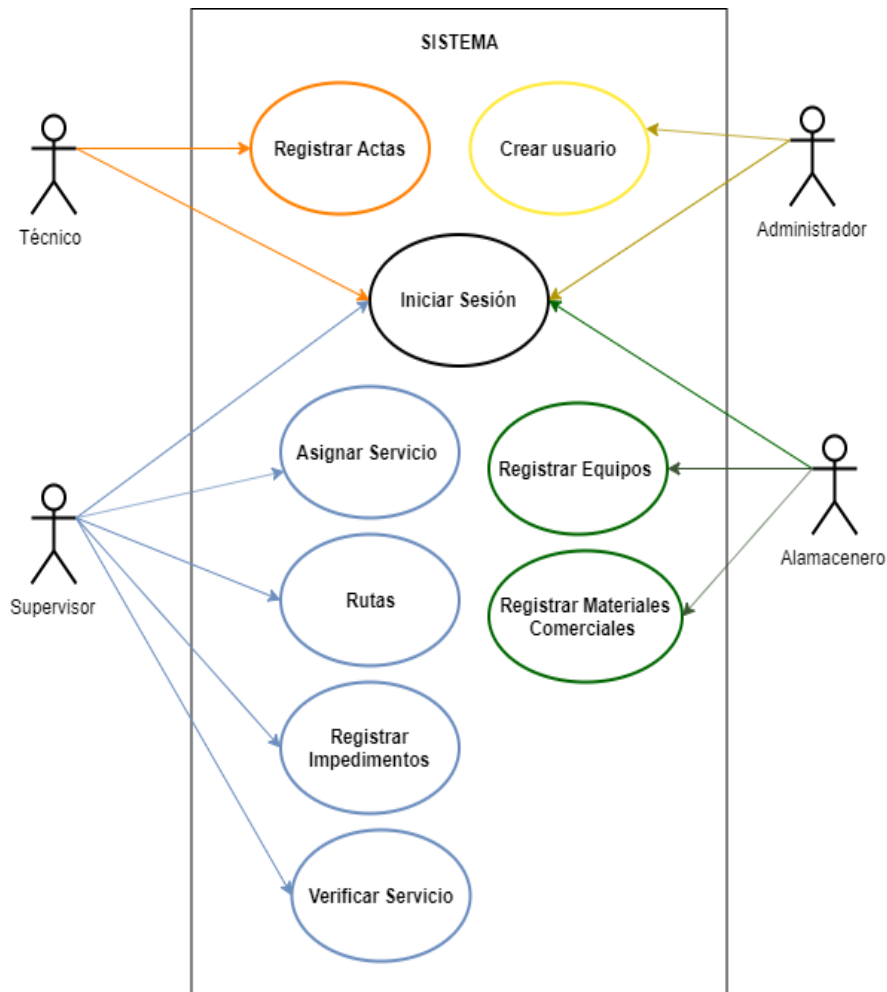 SISTEMA
Registrar Actas
Crear usuario
Técnico
Administrador
Iniciar Sesión
Asignar Servicio
Registrar Equipos
Supervisor
Alamacenero
Rutas
Registrar Materiales
Comerciales
Registrar
Impedimentos
Verificar Servicio